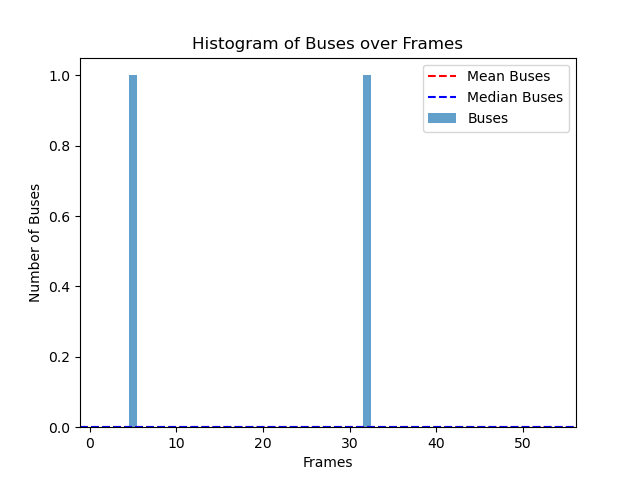 Histogram of Buses over Frames
1.0
0.8
0.6
0.4
0.2
0.0
Number of Buses
Mean Buses
Median Buses
Buses
0 10 20 30 40 50
Frames